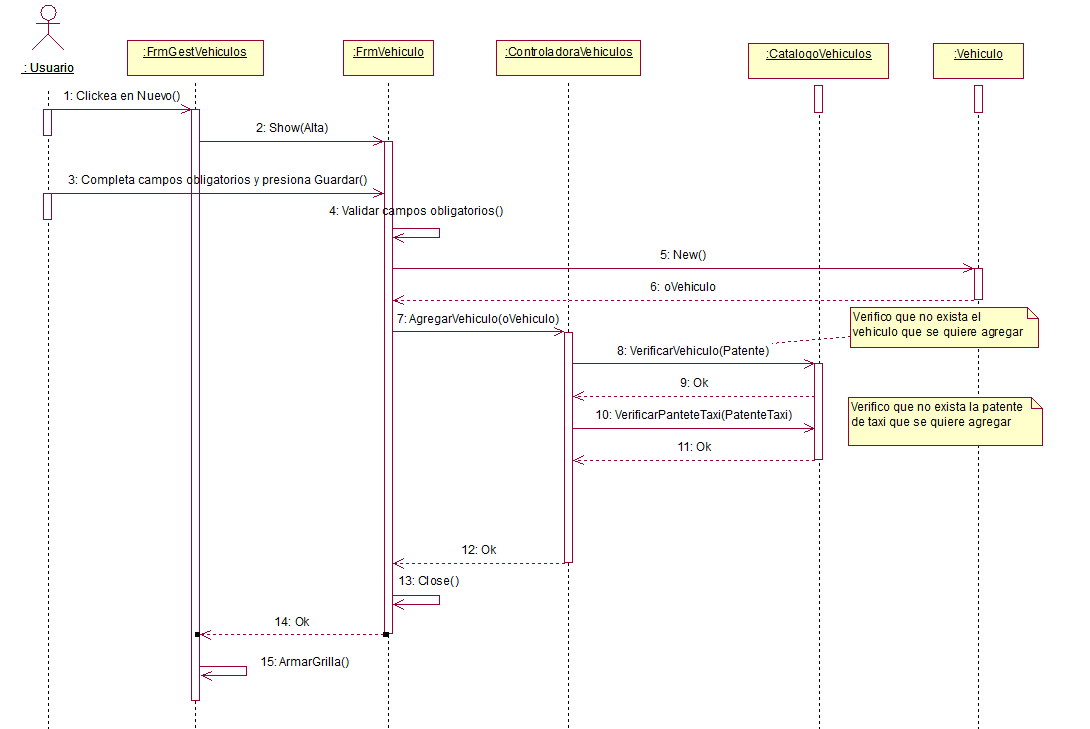 : Usuario
:FrmGestVehiculos
:FrmVehiculo
:ControladoraVehiculos
:CatalogoVehiculos
:Vehiculo
1: Clickea en Nuevo()
2: Show(Alta)
3: Completa campos obligatorios y presiona Guardar()
4: Validar campos obligatorios()
5: New()
6: oVehiculo
7: AgregarVehiculo(oVehiculo)
Verifico que no exista el
vehiculo que se quiere agregar
8: VerificarVehiculo(Patente)
9: Ok
10: VerificarPanteteTaxi(PatenteTaxi)
Verifico que no exista la patente
de taxi que se quiere agregar
11: Ok
12: Ok
13: Close()
14: Ok
15: ArmarGrilla()